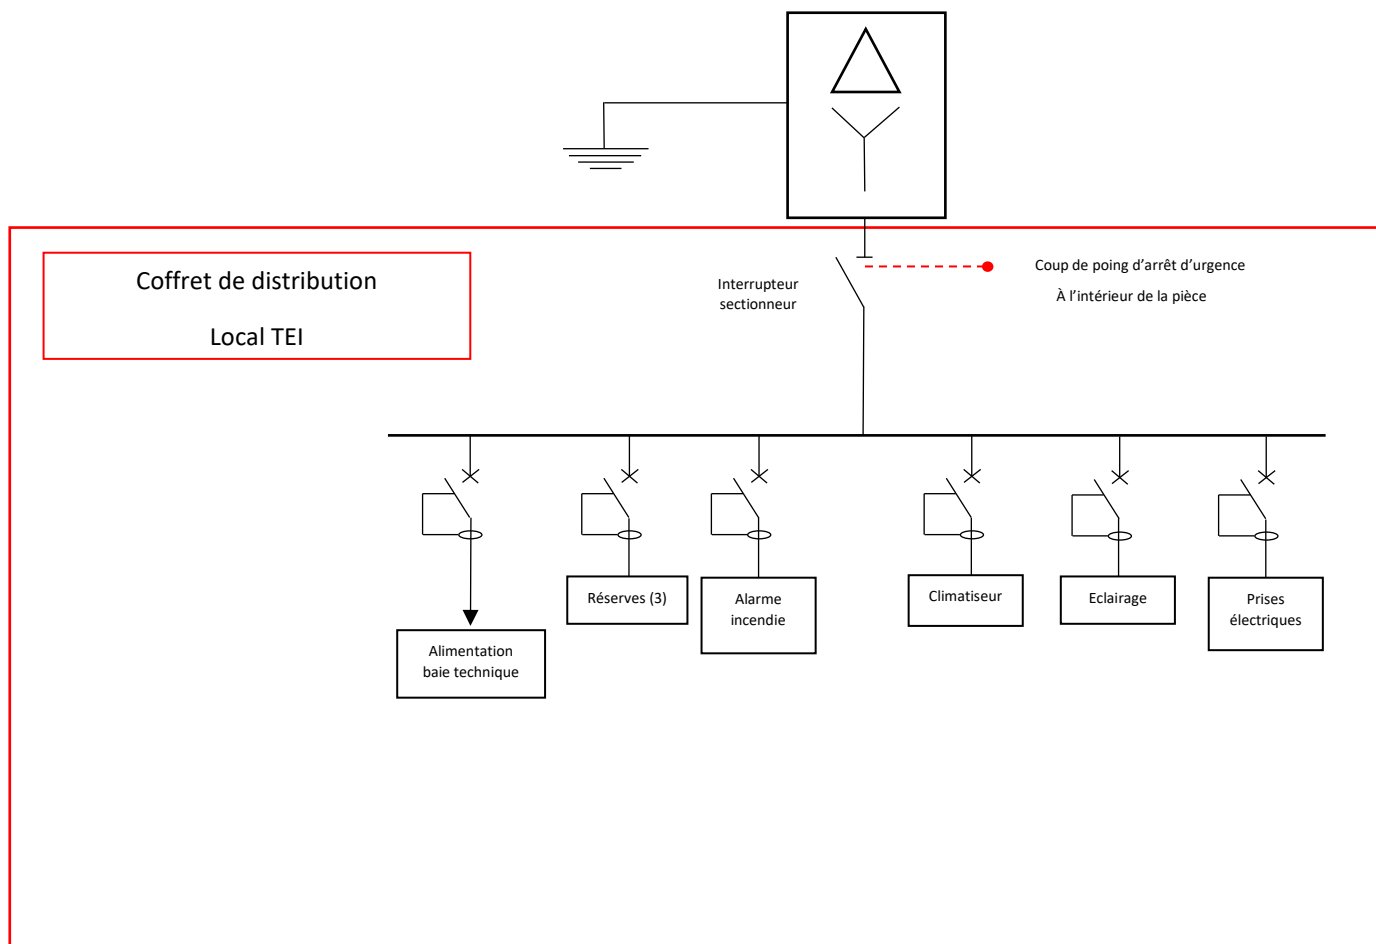 Coffret de distribution
Local TEI
Interrupteur
sectionneur
Coup de poing d’arrêt d’urgence
À l’intérieur de la pièce
Alimentation
baie technique
Réserves (3)
Alarme
incendie
Climatiseur
Eclairage
Prises
électriques